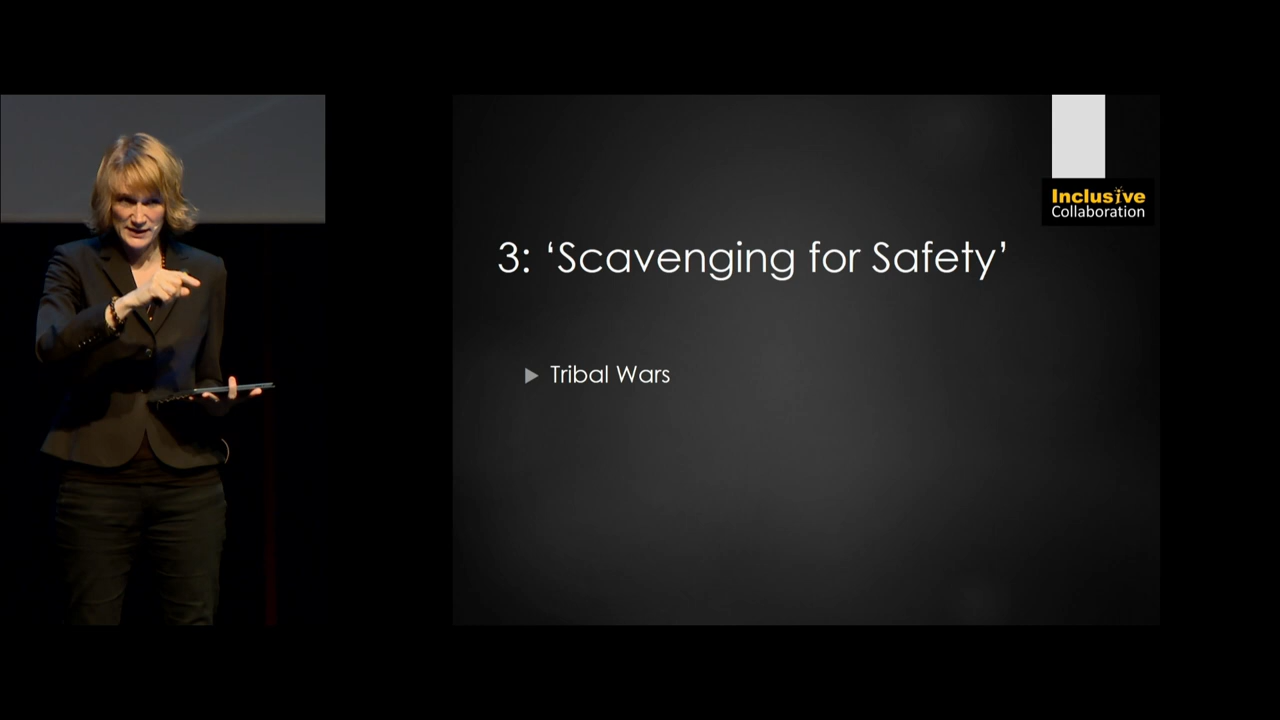 Inclusive
Collaboration
3: ‘Scavenging for Safety’
Tribal Wars